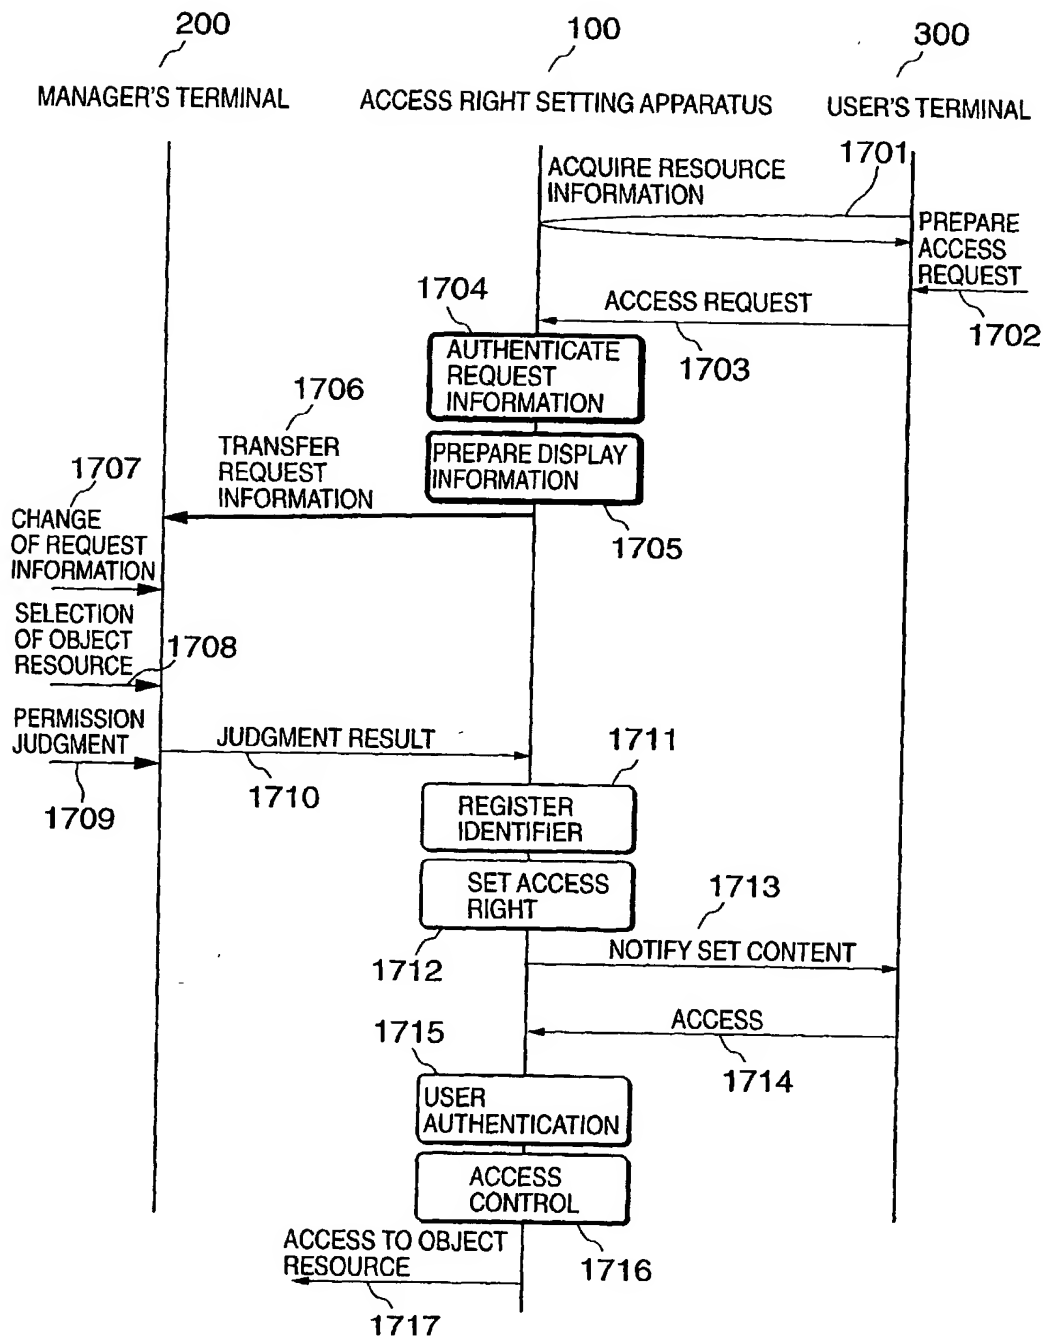 200
100
300
MANAGER'S TERMINAL
ACCESS RIGHT SETTING APPARATUS
USER'S TERMINAL
1701
ACQUIRE RESOURCE
INFORMATION
PREPARE
ACCESS
REQUEST
1702
1704
ACCESS REQUEST
1703
AUTHENTICATE
REQUEST
INFORMATION
1706
TRANSFER
REQUEST
INFORMATION
PREPARE DISPLAY
INFORMATION
1705
1707
CHANGE
OF REQUEST
INFORMATION
SELECTION
OF OBJECT
RESOURCE
1708
PERMISSION
JUDGMENT
1709
JUDGMENT RESULT
1710
1711
REGISTER
IDENTIFIER
SET ACCESS
RIGHT
1712
1713
NOTIFY SET CONTENT
ACCESS
1714
1715
USER
AUTHENTICATION
ACCESS
CONTROL
1716
ACCESS TO OBJECT
RESOURCE
1717